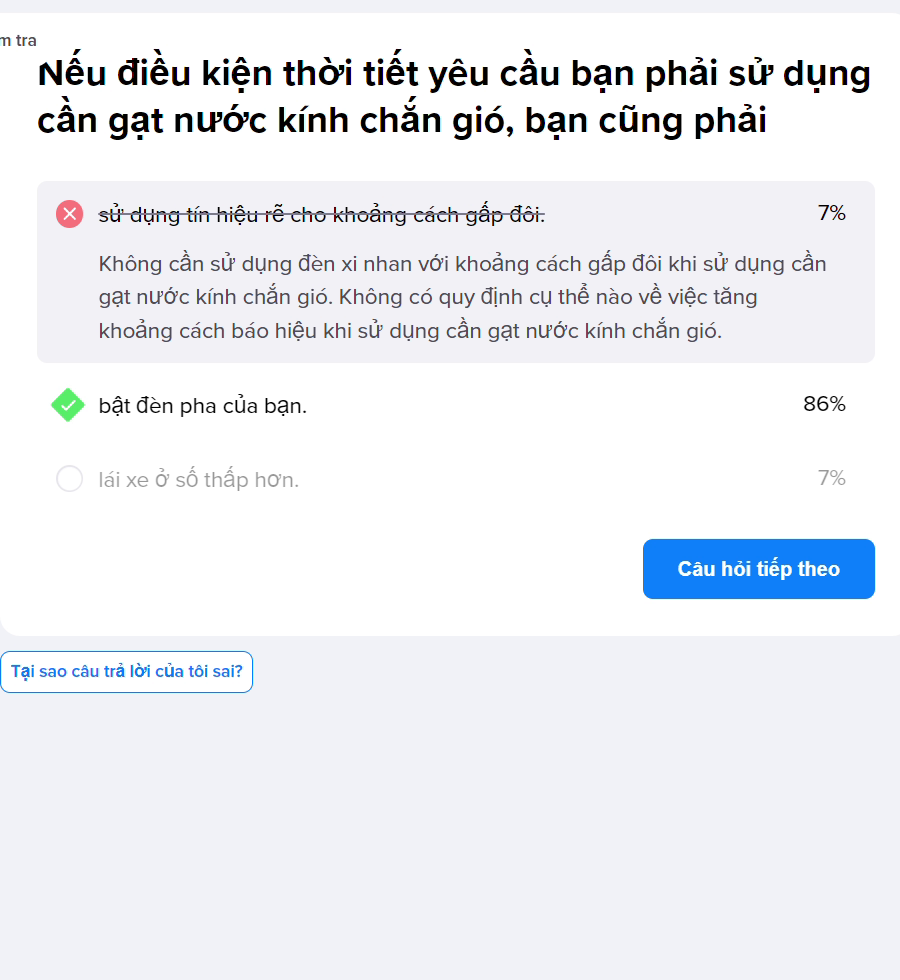 m tra
Nếu điều kiện thời tiết yêu cầu bạn phải sử dụng
cần gạt nước kính chắn gió, bạn cũng phải
sử dụng tín hiệu rẽ cho khoảng cách gấp đôi. 7%
Không cần sử dụng đèn xi nhan với khoảng cách gấp đôi khi sử dụng cần
gạt nước kính chắn gió. Không có quy định cụ thể nào về việc tăng
khoảng cách báo hiệu khi sử dụng cần gạt nước kính chắn gió.
bật đèn pha của bạn. 86%
lái xe ở số thấp hơn. 7%
Câu hỏi tiếp theo
Tại sao câu trả lời của tôi sai?